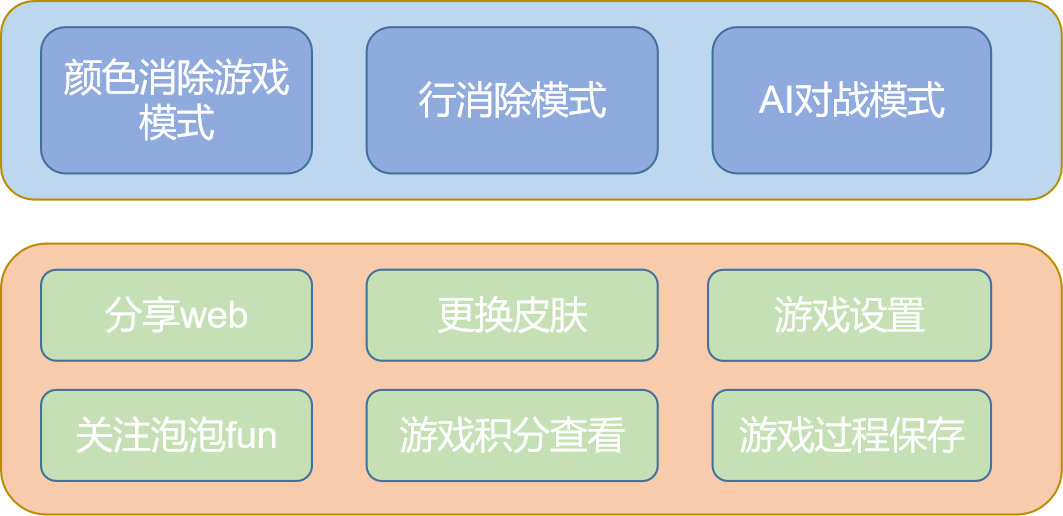 颜色消除游戏
模式
行消除模式
AI对战模式
分享web
更换皮肤
游戏设置
关注泡泡fun
游戏积分查看
游戏过程保存